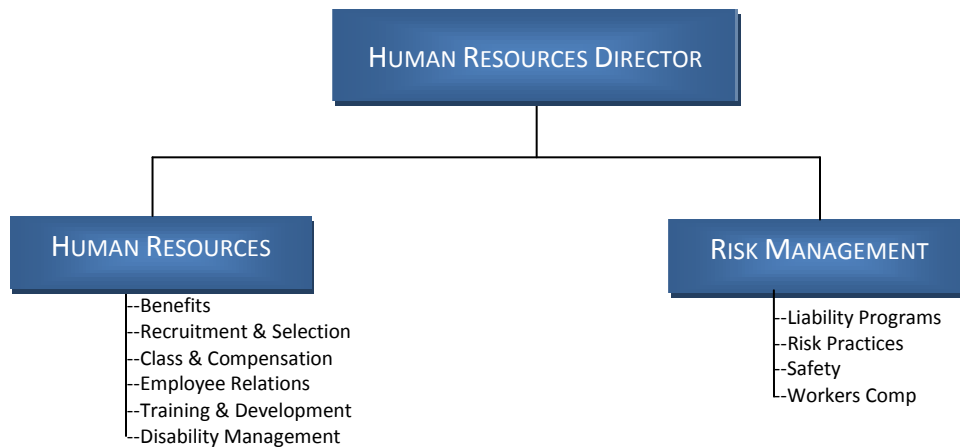 HUMAN RESOURCES DIRECTOR
HUMAN RESOURCES
--Benefits
--Recruitment & Selection
--Class & Compensation
--Employee Relations
--Training & Development
--Disability Management
RISK MANAGEMENT
--Liability Programs
--Risk Practices
--Safety
--Workers Comp